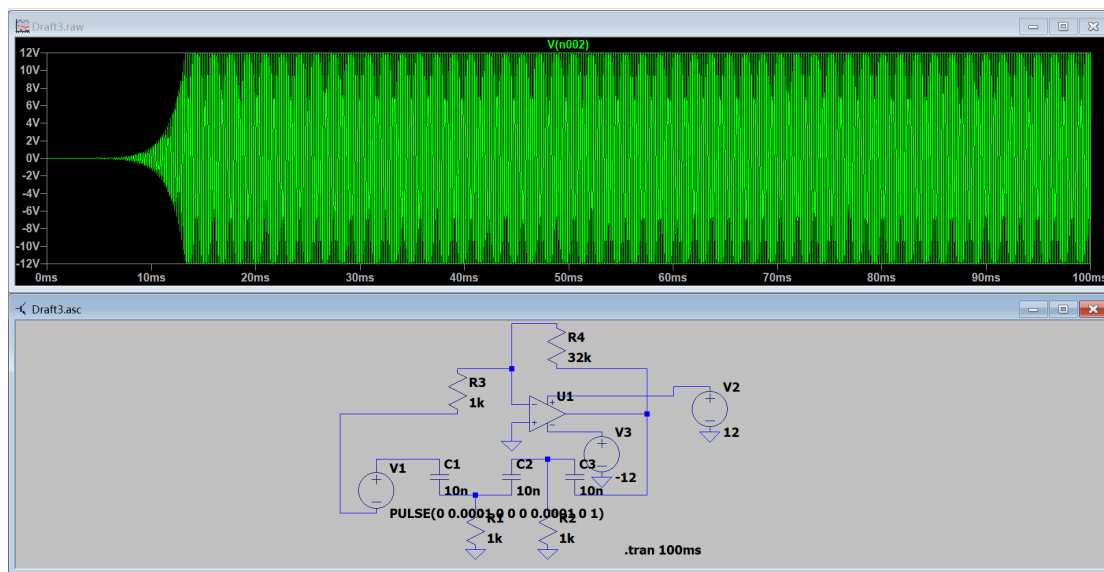 Draft3.raw
V(n002)
12V
10V
8V
6V
4V
2V
0V
-2V
-4V
-6V
-8V
-10V
-12V
0ms 10ms 20ms 30ms 40ms 50ms 60ms 70ms 80ms 90ms 100ms
Draft3.asc
R4
32k
R3
1k
U1
V2
12
V3
-12
V1
C1
10n
C2
10n
C3
10n
PULSE(0 0.0001 0 0 0 0.0001 0 1)
R1
1k
R2
1k
.tran 100ms